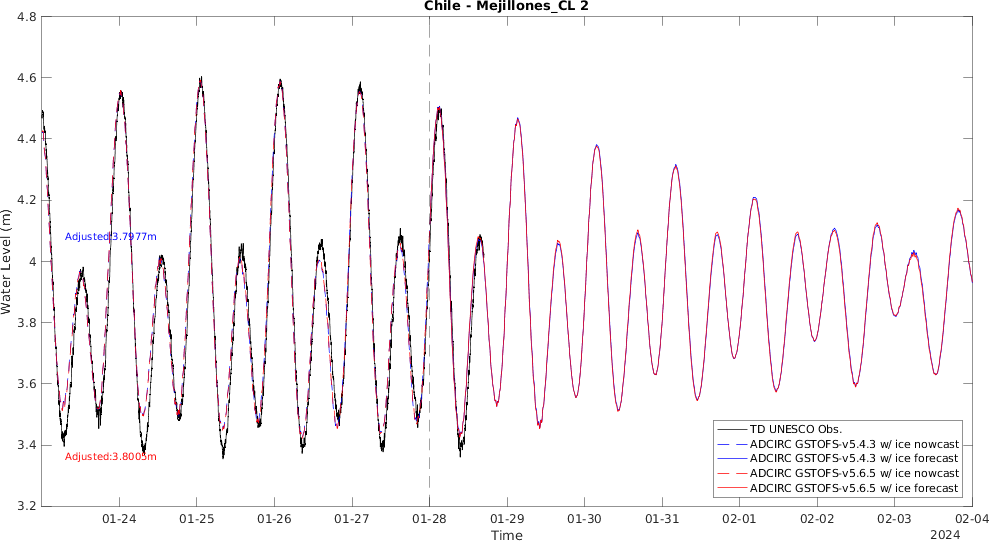 Chile - Mejillones_CL 2
4.8
4.6
4.4
4.2
4
3.8
3.6
3.4
3.2
Water Level (m)
Adjusted:3.7977m
Adjusted:3.8005m
TD UNESCO Obs.
ADCIRC GSTOFS-v5.4.3 w/ ice nowcast
ADCIRC GSTOFS-v5.4.3 w/ ice forecast
ADCIRC GSTOFS-v5.6.5 w/ ice nowcast
ADCIRC GSTOFS-v5.6.5 w/ ice forecast
01-24 01-25 01-26 01-27 01-28 01-29 01-30 01-31 02-01 02-02 02-03 02-04
Time
2024